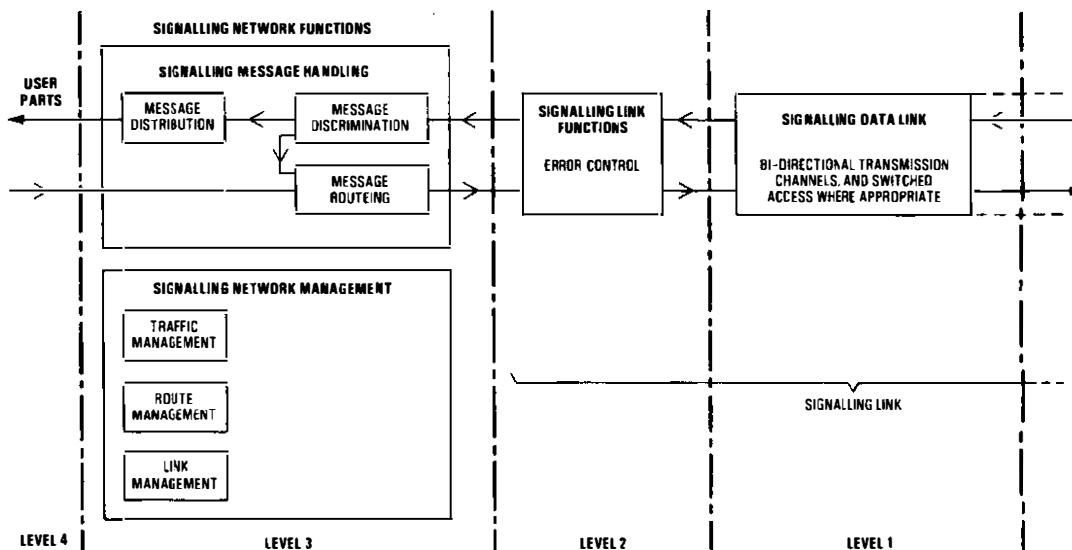 SIGNALLING NETWORK FUNCTIONS
SIGNALLING MESSAGE HANDLING
USER
PARTS
MESSAGE
DISTRIBUTION
MESSAGE
DISCRIMINATION
MESSAGE
ROUTEING
SIGNALLING LINK
FUNCTIONS
ERROR CONTROL
SIGNALLING DATA LINK
BI-DIRECTIONAL TRANSMISSION
CHANNELS, AND SWITCHED
ACCESS WHERE APPROPRIATE
SIGNALLING NETWORK MANAGEMENT
TRAFFIC
MANAGEMENT
ROUTE
MANAGEMENT
LINK
MANAGEMENT
SIGNALLING LINK
LEVEL 4
LEVEL 3
LEVEL 2
LEVEL 1